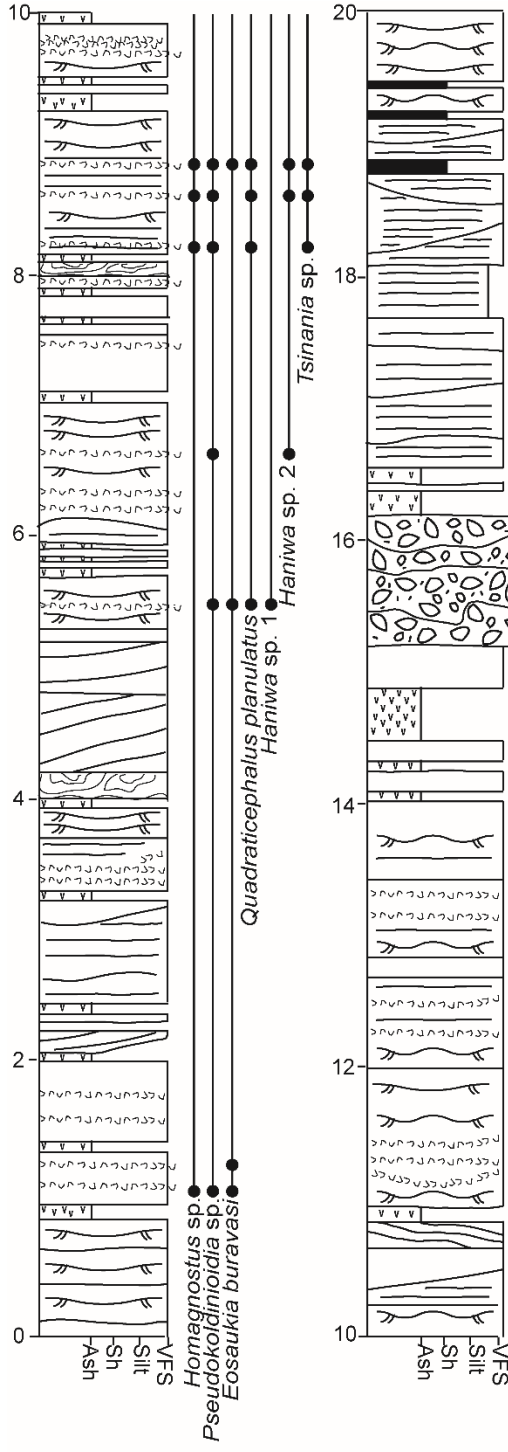 10
8
6
4
2
0
Ash
Sh
Silt
VFS
Homagnostus sp.
Pseudokoldinioidia sp.
Eosaukia buravasi
Quadraticephalus planulatus
Haniwa sp. 1
Haniwa sp. 2
Tsinania sp.
20
18
16
14
12
10
Ash
Sh
Silt
VFS